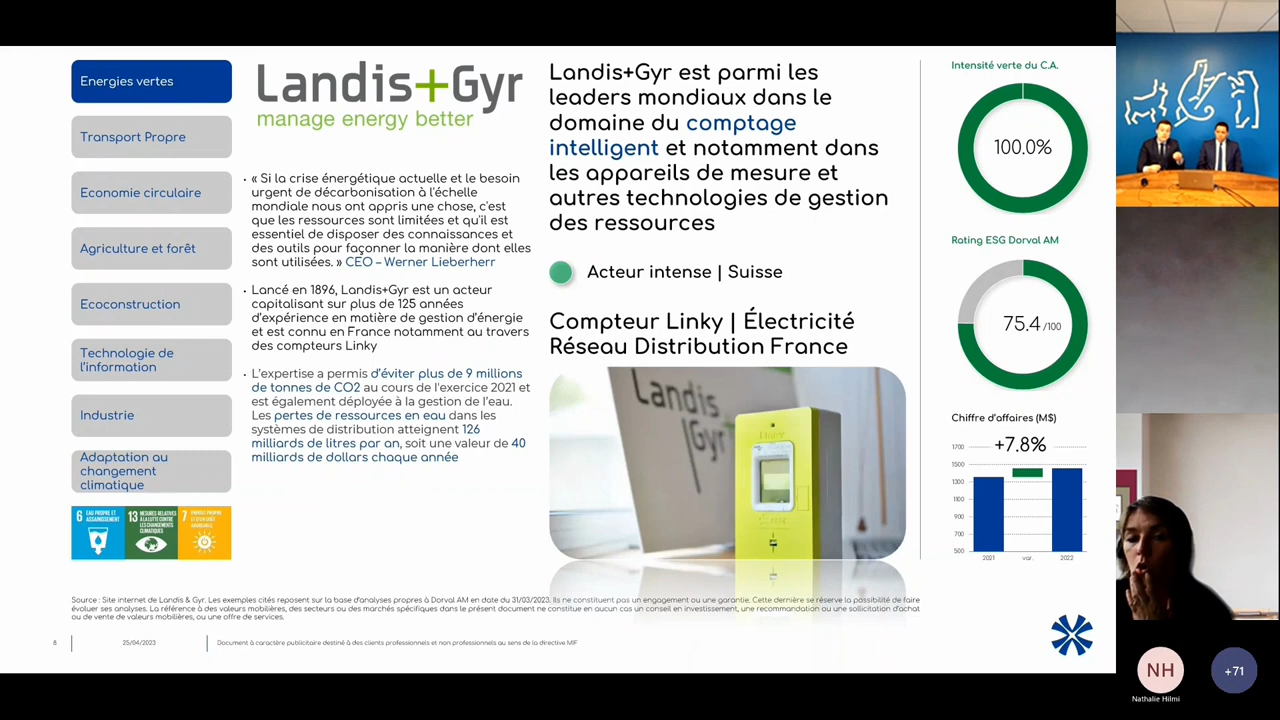 Energies vertes
Transport Propre
Economie circulaire
Agriculture et forêt
Ecoconstruction
Technologie de
l'information
Industrie
Adaptation au
changement
climatique
6 EAU PROPRE ET
ASSAINISSEMENT
13 MESURES RELATIVES
À LA LUTTE CONTRE
LES CHANGEMENTS
CLIMATIQUES
7 ÉNERGIE PROPRE
ET D'UN COÛT
ABORDABLE
Landis+Gyr
manage energy better
• « Si la crise énergétique actuelle et le besoin
urgent de décarbonisation à l'échelle
mondiale nous ont appris une chose, c'est
que les ressources sont limitées et qu'il est
essentiel de disposer des connaissances et
des outils pour façonner la manière dont elles
sont utilisées. » CEO – Werner Lieberherr
• Lancé en 1896, Landis+Gyr est un acteur
capitalisant sur plus de 125 années
d'expérience en matière de gestion d'énergie
et est connu en France notamment au travers
des compteurs Linky
• L'expertise a permis d'éviter plus de 9 millions
de tonnes de CO2 au cours de l'exercice 2021 et
est également déployée à la gestion de l'eau.
Les pertes de ressources en eau dans les
systèmes de distribution atteignent 126
milliards de litres par an, soit une valeur de 40
milliards de dollars chaque année
Landis+Gyr est parmi les
leaders mondiaux dans le
domaine du comptage
intelligent et notamment dans
les appareils de mesure et
autres technologies de gestion
des ressources
Acteur intense | Suisse
Compteur Linky | Électricité
Réseau Distribution France
Landis
Gyr
Intensité verte du C.A.
100.0%
Rating ESG Dorval AM
75.4 /100
Chiffre d'affaires (M$)
+7.8%
1700
1500
1300
1100
900
700
500
2021 var. 2022
Source : Site internet de Landis & Gyr. Les exemples cités reposent sur la base d'analyses propres à Dorval AM en date du 31/03/2023. Ils ne constituent pas un engagement ou une garantie. Cette dernière se réserve la possibilité de faire
évoluer ses analyses. La référence à des valeurs mobilières, des secteurs ou des marchés spécifiques dans le présent document ne constitue en aucun cas un conseil en investissement, une recommandation ou une sollicitation d'achat
ou de vente de valeurs mobilières, ou une offre de services.
8
25/04/2023
Document à caractère publicitaire destiné à des clients professionnels et non professionnels au sens de la directive MIF
NH
Nathalie Hilmi
+71